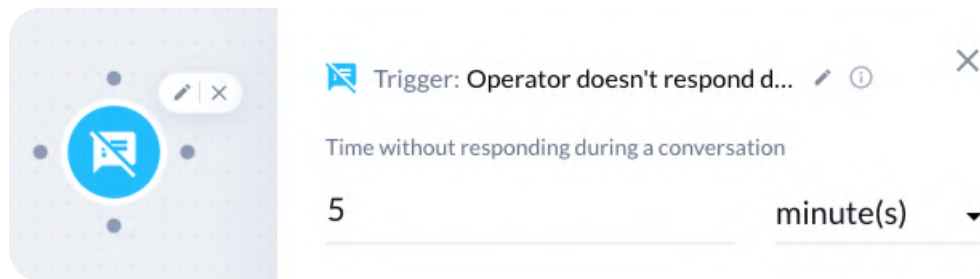 Trigger: Operator doesn't respond d...
Time without responding during a conversation
5 minute(s)